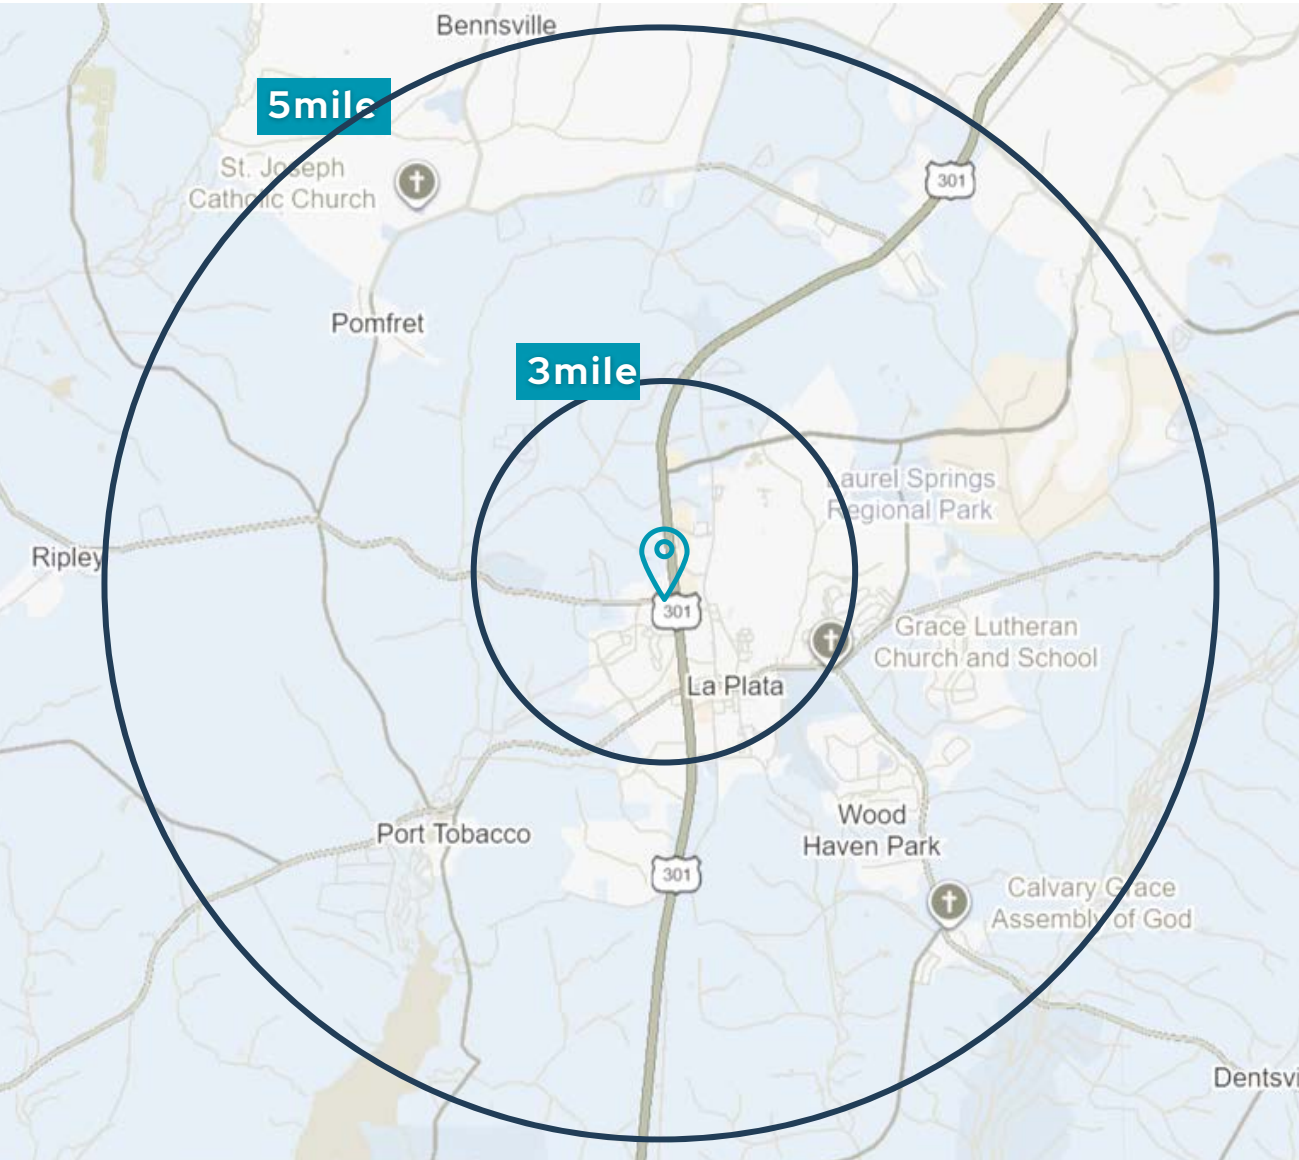 Bennsville
5mile
St. Joseph
Catholic Church
301
Pomfret
3mile
aurel Springs
Regional Park
Ripley
301
Grace Lutheran
Church and School
La Plata
Wood
Haven Park
Port Tobacco
301
Calvary Grace
Assembly of God
Dentsvi